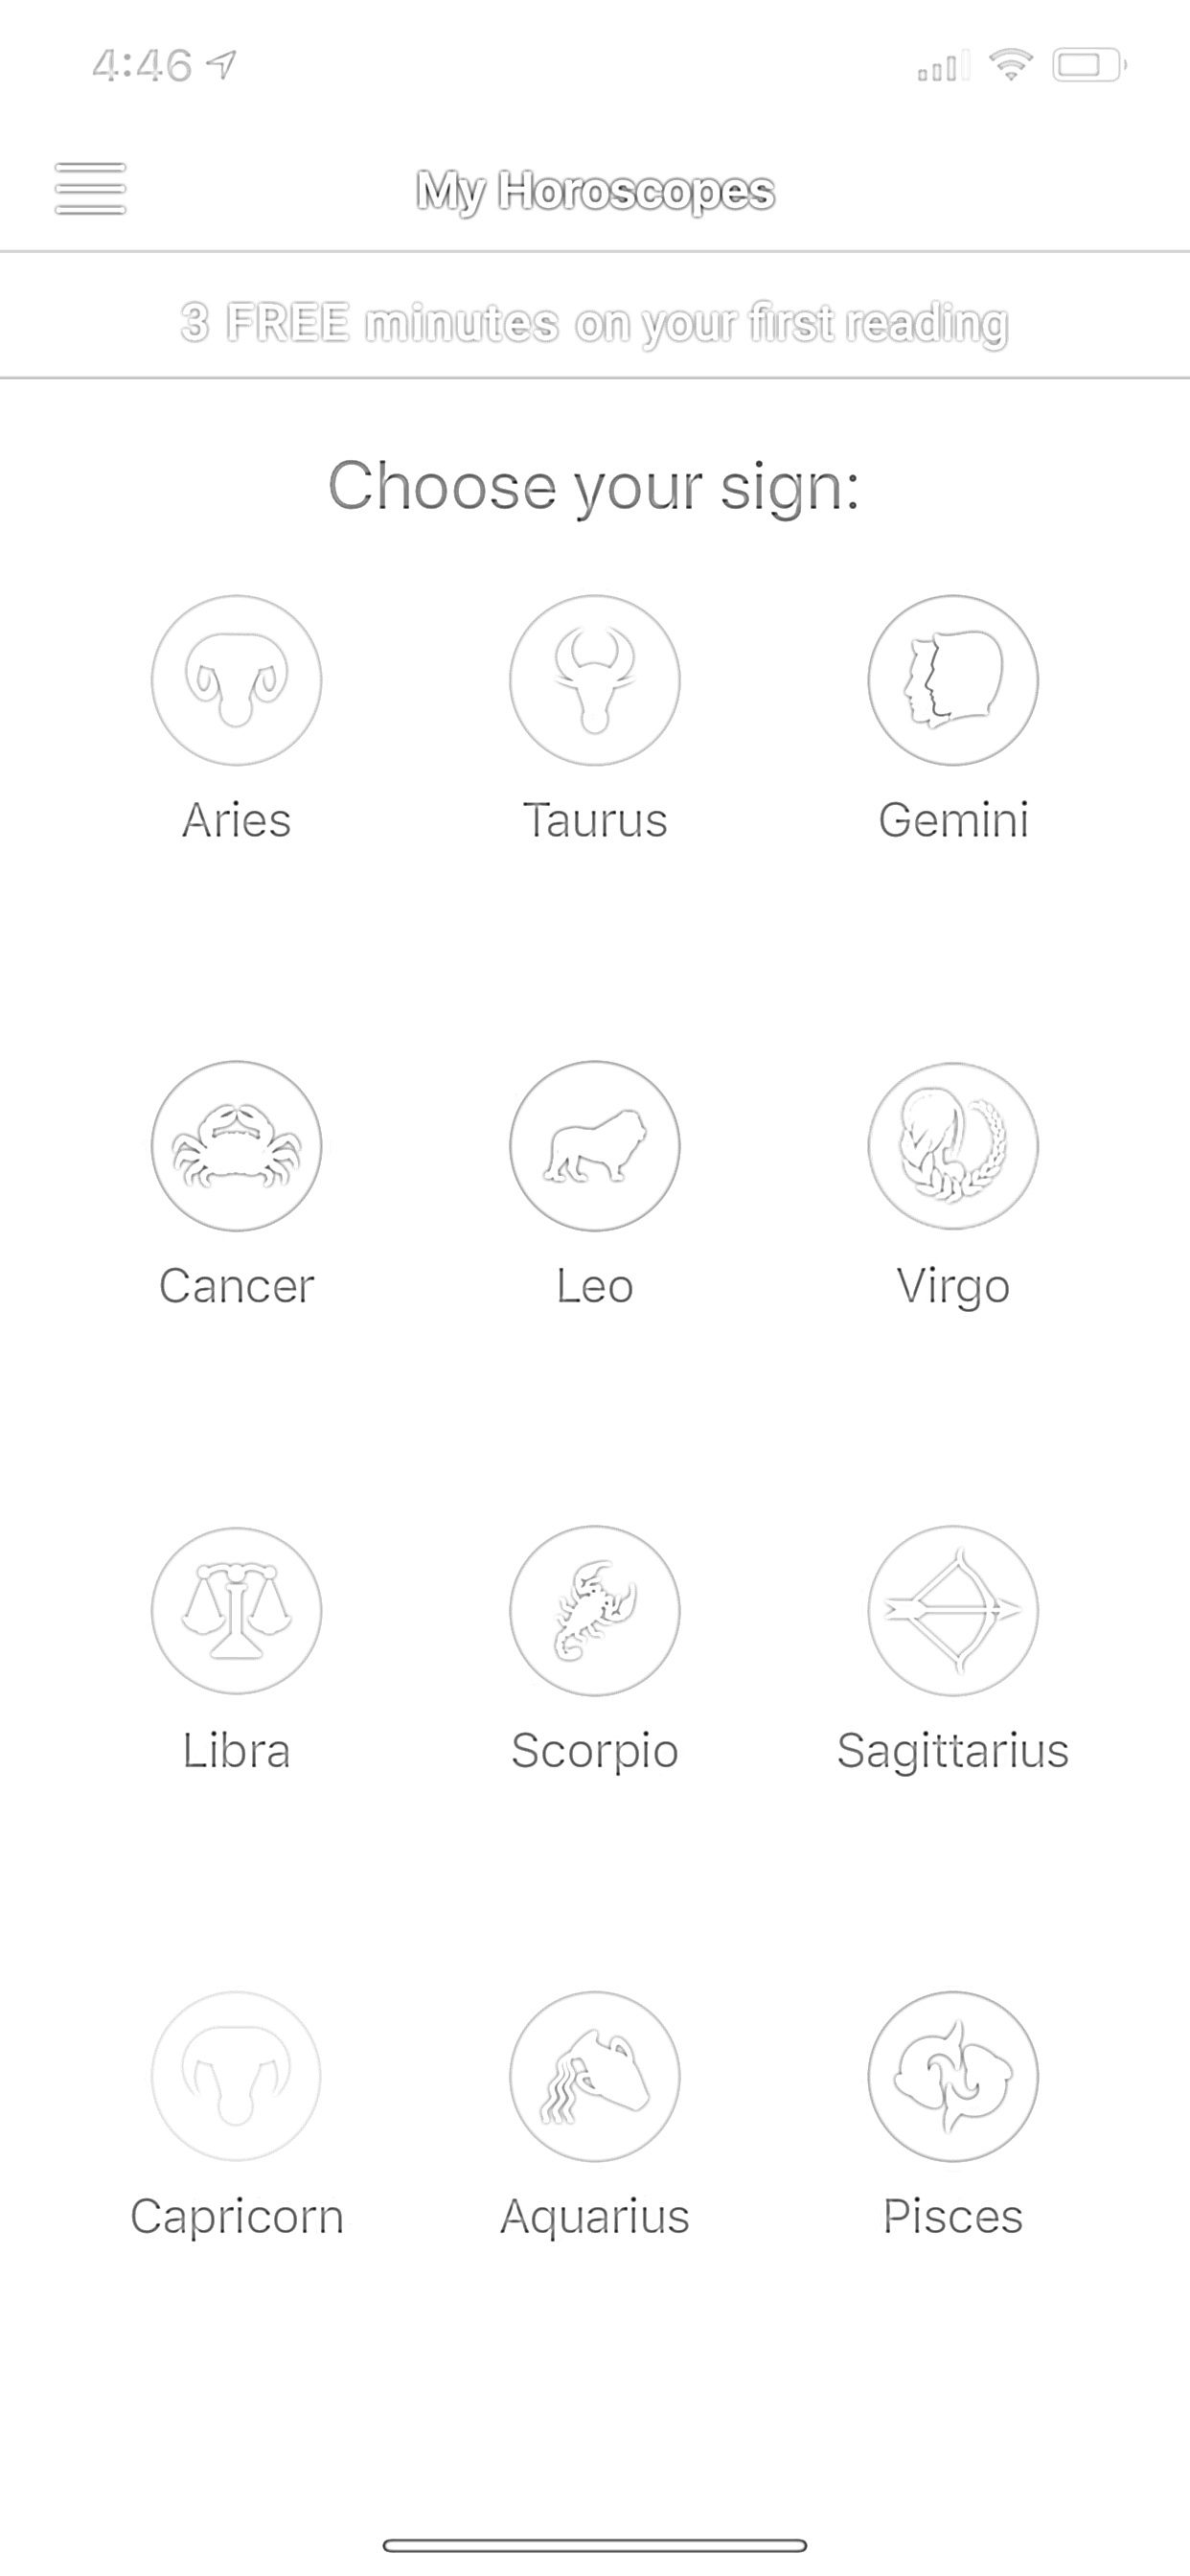 4:46
My Horoscopes
3 FREE minutes on your first reading
Choose your sign:
Aries Taurus Gemini
Cancer Leo Virgo
Libra Scorpio Sagittarius
Capricorn Aquarius Pisces